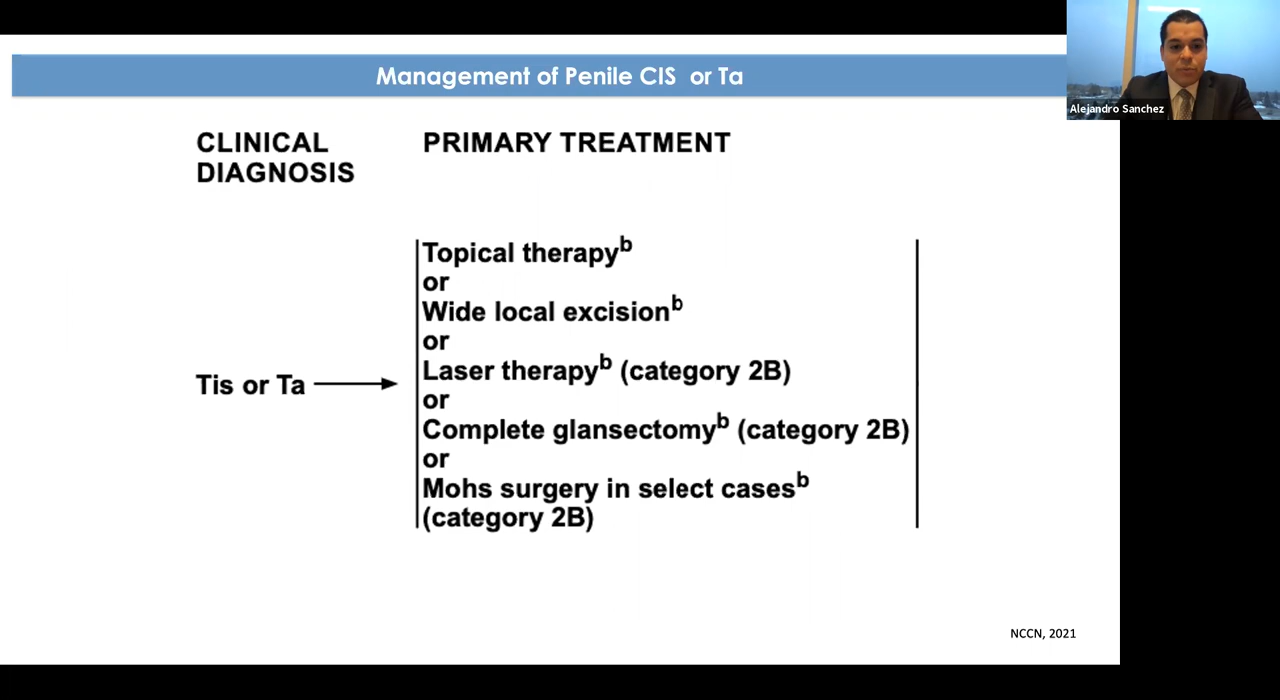 Management of Penile CIS or Ta
Alejandro Sanchez
CLINICAL
DIAGNOSIS
PRIMARY TREATMENT
Tis or Ta
Topical therapyb
or
Wide local excisionb
or
Laser therapyb (category 2B)
or
Complete glansectomyb (category 2B)
or
Mohs surgery in select casesb
(category 2B)
NCCN, 2021